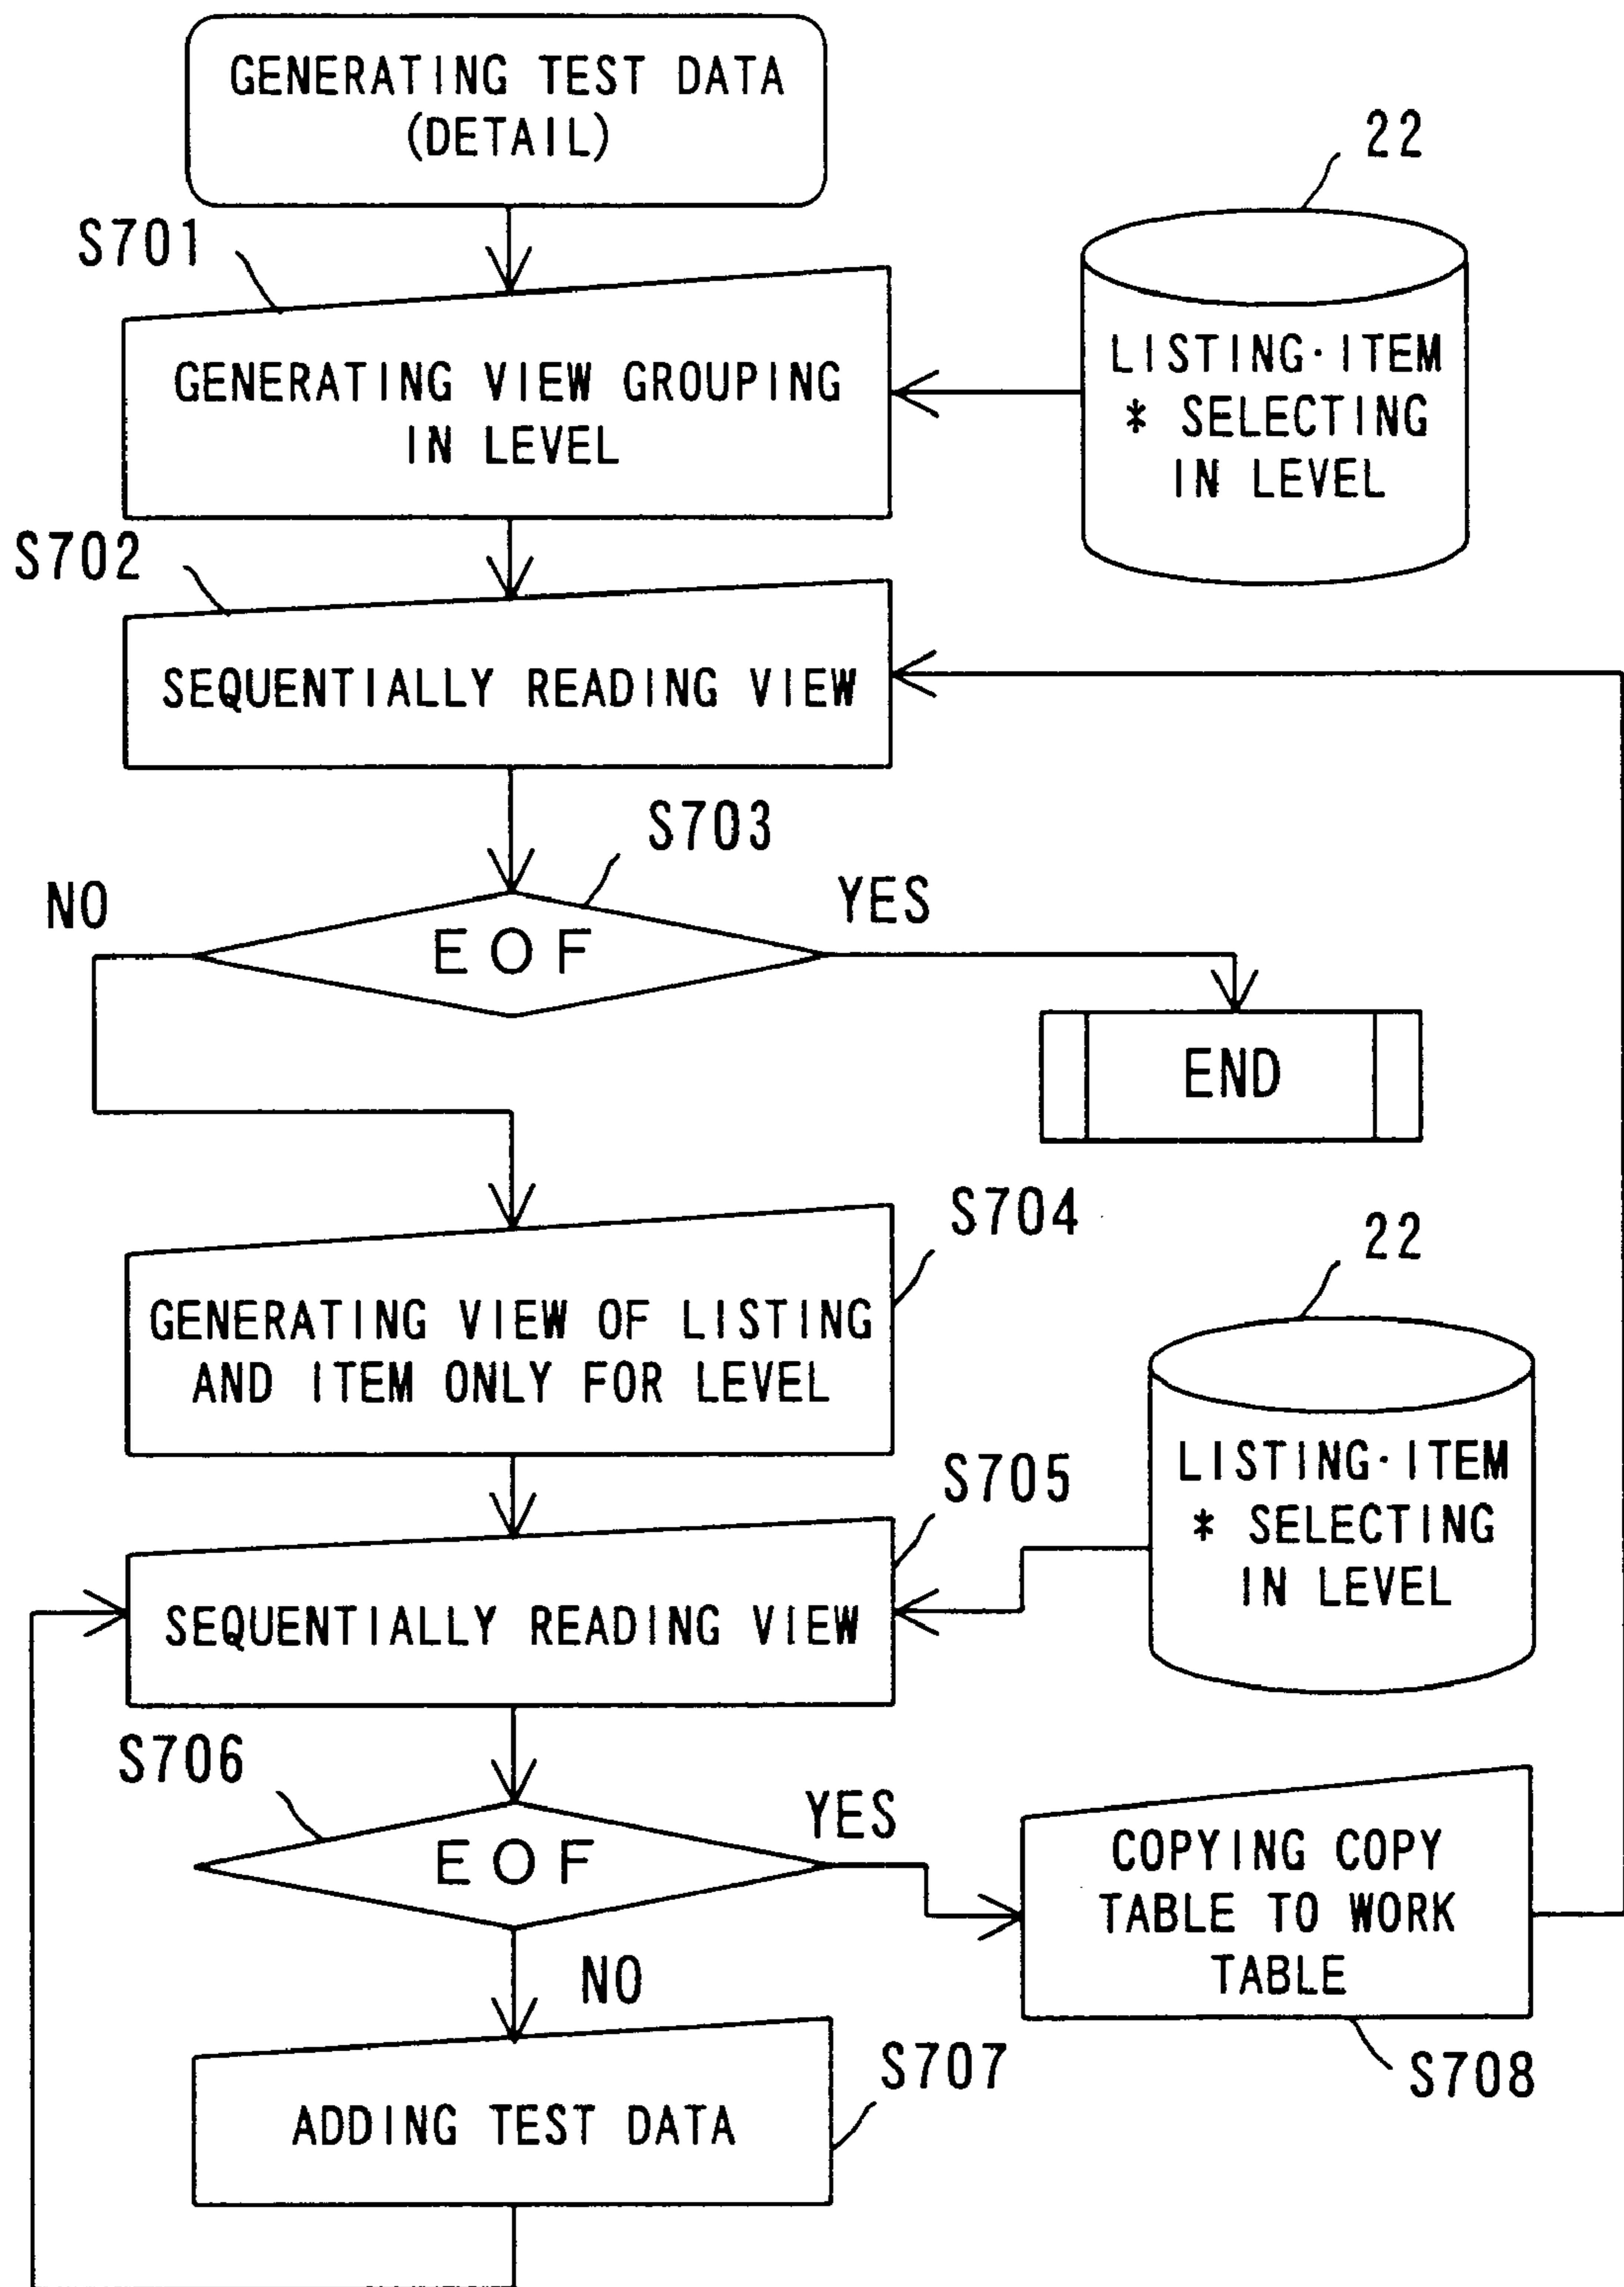 GENERATING TEST DATA
(DETAIL)
22
S701
GENERATING VIEW GROUPING
IN LEVEL
LISTING·ITEM
* SELECTING
IN LEVEL
S702
SEQUENTIALLY READING VIEW
S703
NO
YES
EOF
END
S704
GENERATING VIEW OF LISTING
AND ITEM ONLY FOR LEVEL
22
S705
LISTING·ITEM
* SELECTING
IN LEVEL
SEQUENTIALLY READING VIEW
S706
YES
EOF
COPYING COPY
TABLE TO WORK
TABLE
NO
S707
S708
ADDING TEST DATA